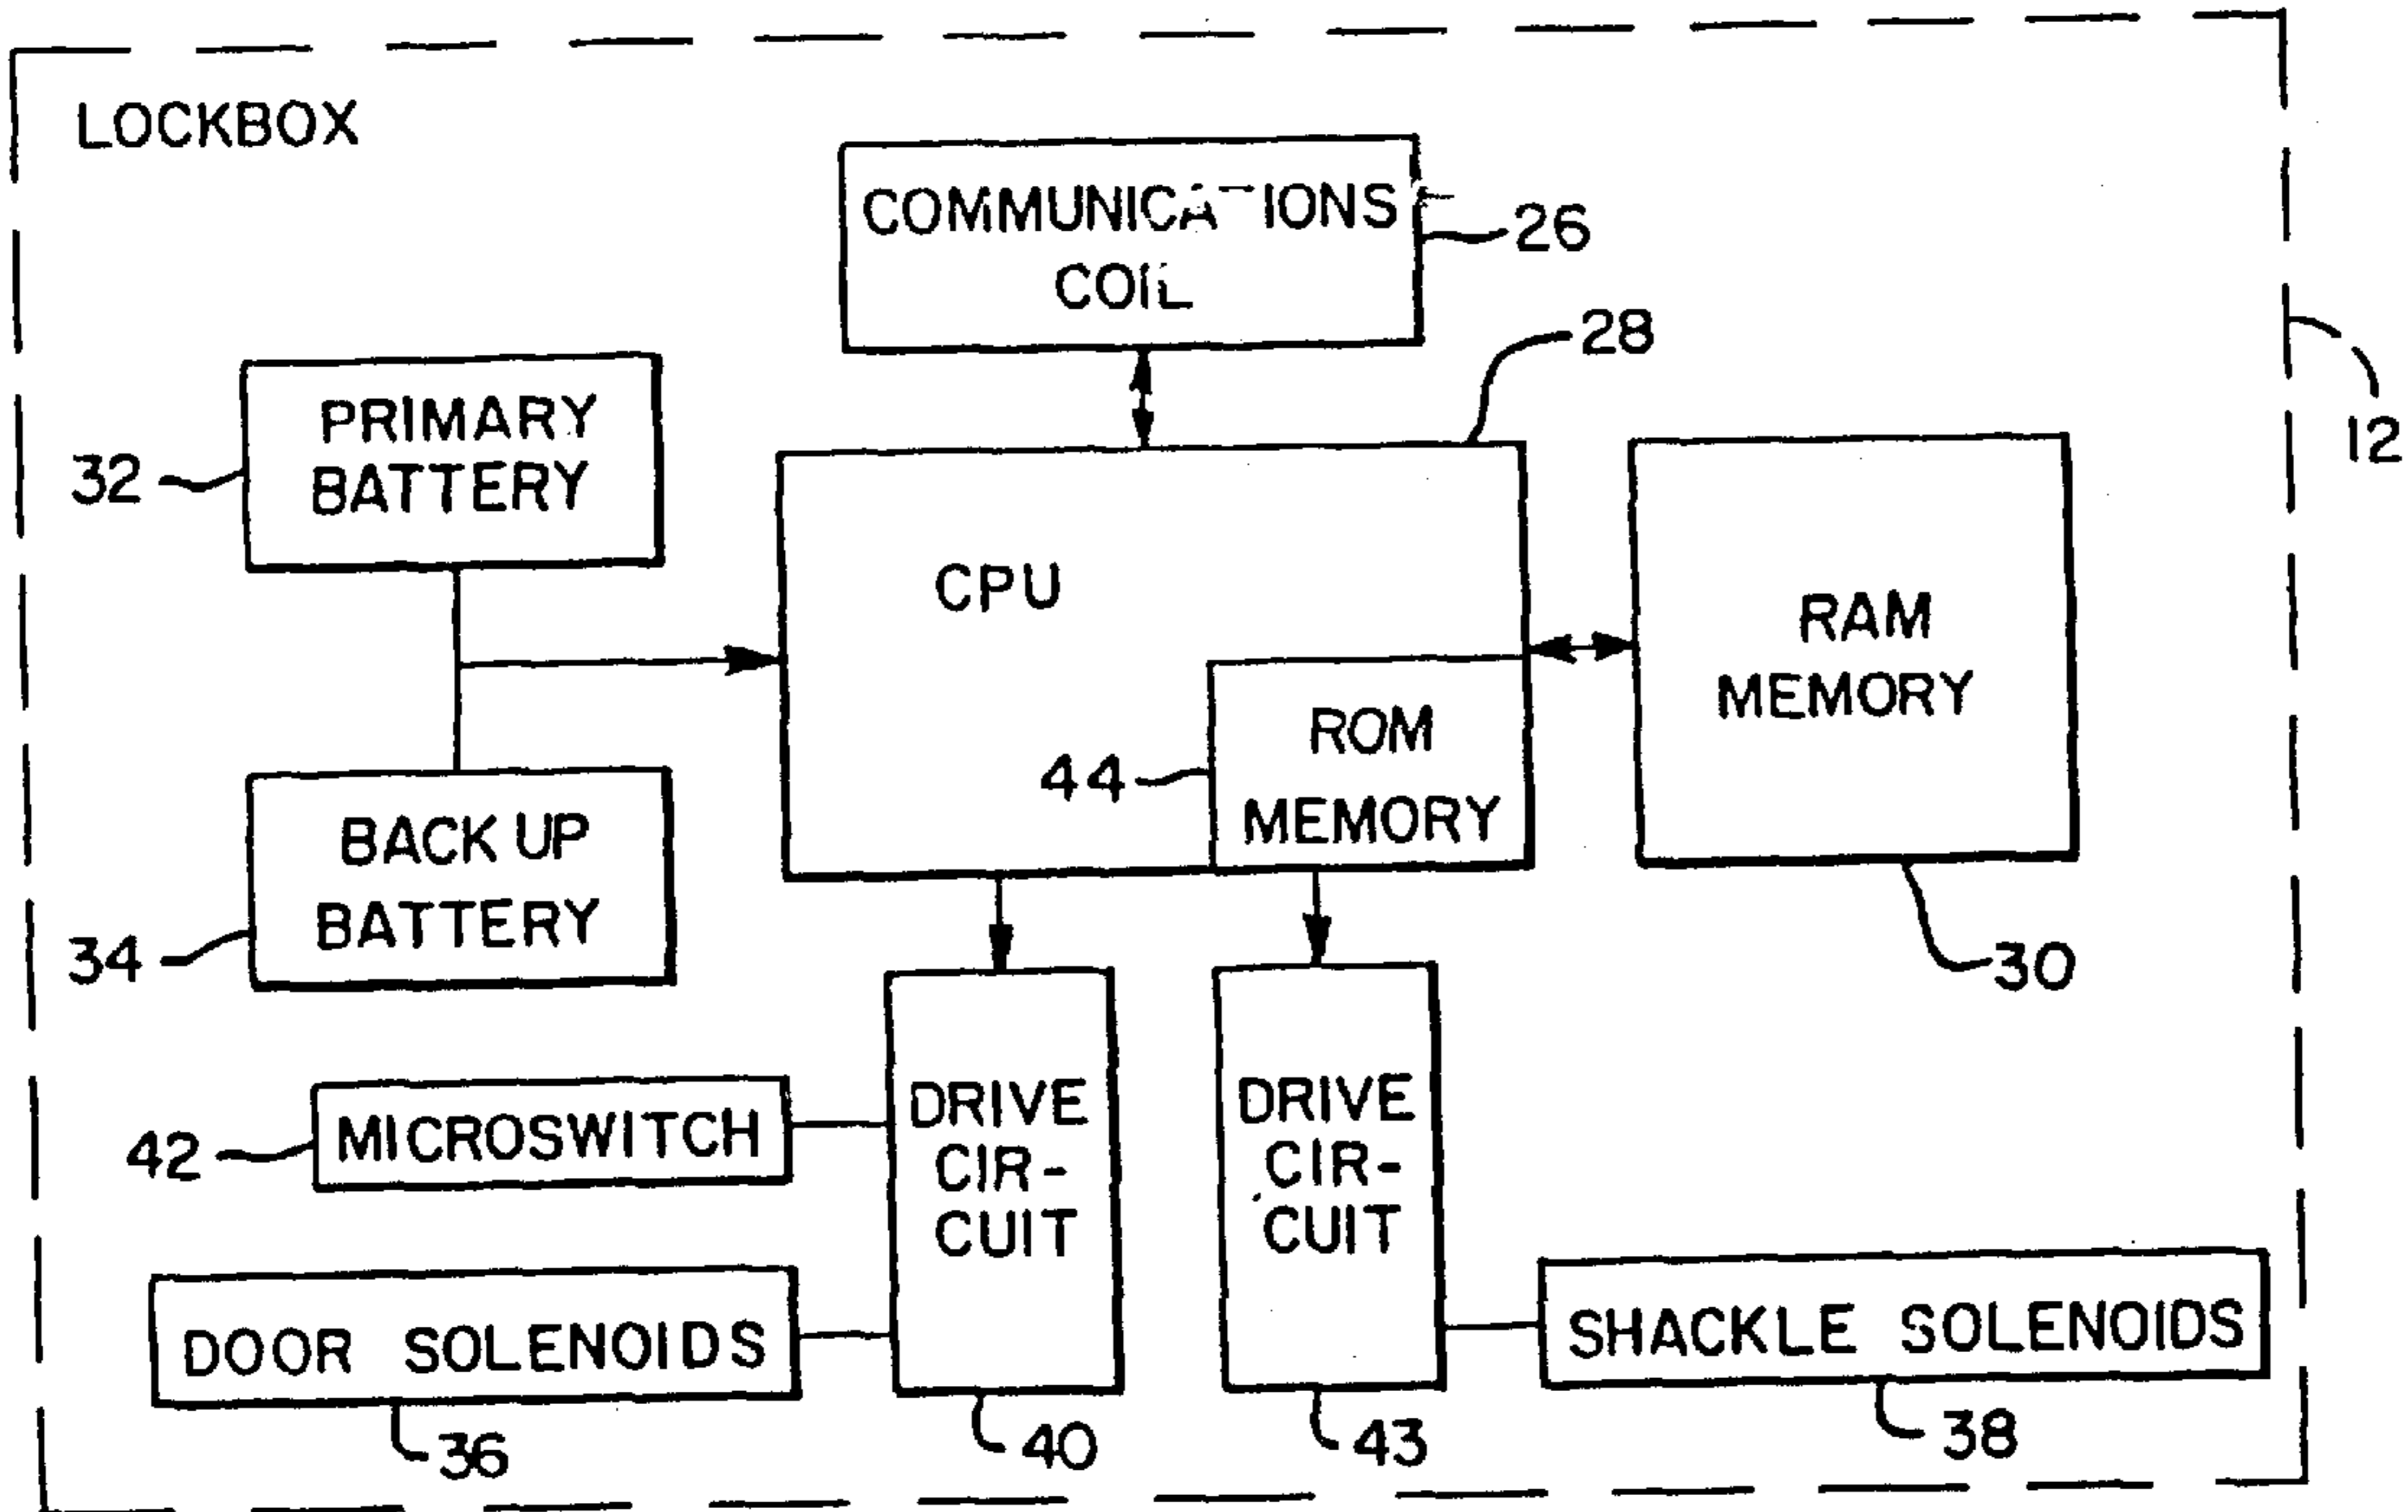 LOCKBOX
COMMUNICATIONS
COIL
26
28
12
PRIMARY
BATTERY
32
CPU
RAM
MEMORY
30
ROM
MEMORY
44
BACK UP
BATTERY
34
MICROSWITCH
42
DRIVE
CIR-
CUIT
40
DRIVE
CIR-
CUIT
43
DOOR SOLENOIDS
36
SHACKLE SOLENOIDS
38